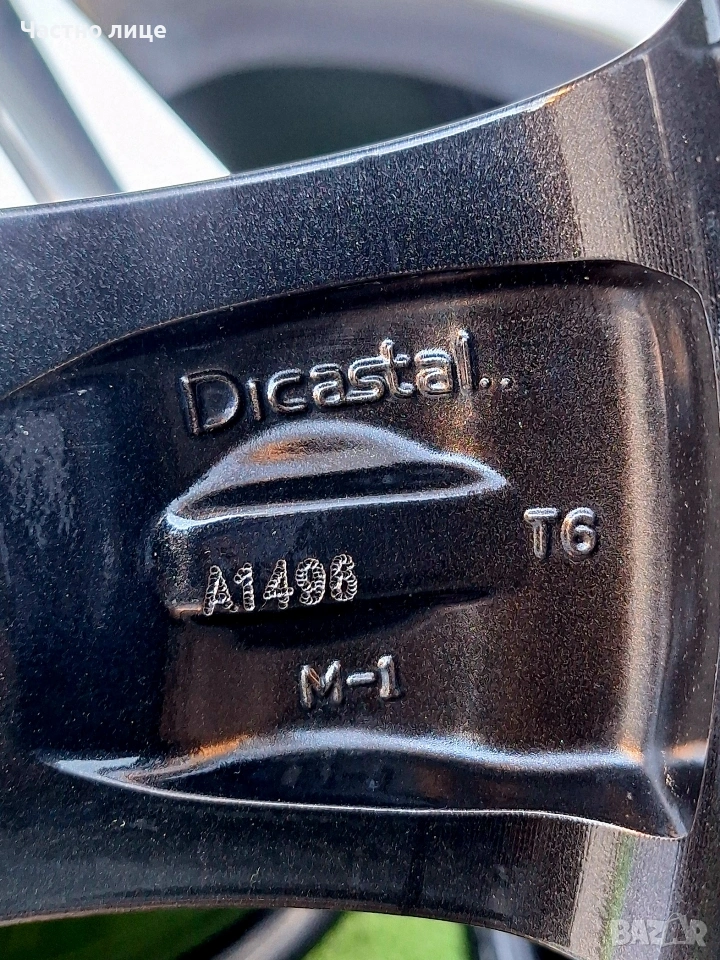 Частно лице
Dicastal...
T6
A1496
M-1
BAZAR